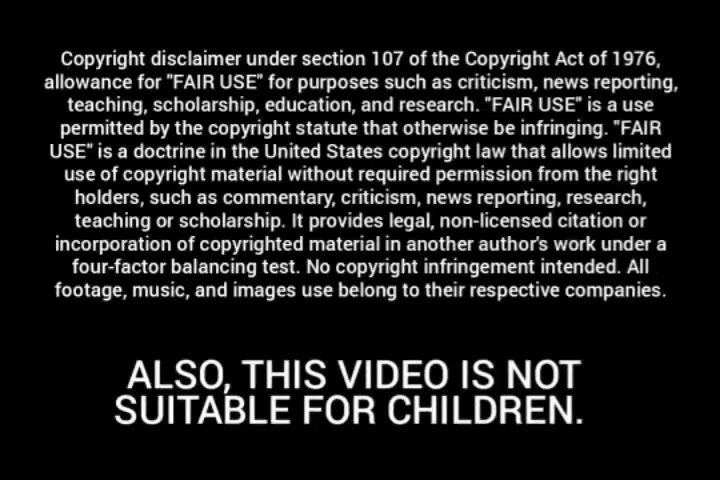 Copyright disclaimer under section 107 of the Copyright Act of 1976,
allowance for "FAIR USE" for purposes such as criticism, news reporting,
teaching, scholarship, education, and research. "FAIR USE" is a use
permitted by the copyright statute that otherwise be infringing. "FAIR
USE" is a doctrine in the United States copyright law that allows limited
use of copyright material without required permission from the right
holders, such as commentary, criticism, news reporting, research,
teaching or scholarship. It provides legal, non-licensed citation or
incorporation of copyrighted material in another author's work under a
four-factor balancing test. No copyright infringement intended. All
footage, music, and images use belong to their respective companies.
ALSO, THIS VIDEO IS NOT
SUITABLE FOR CHILDREN.